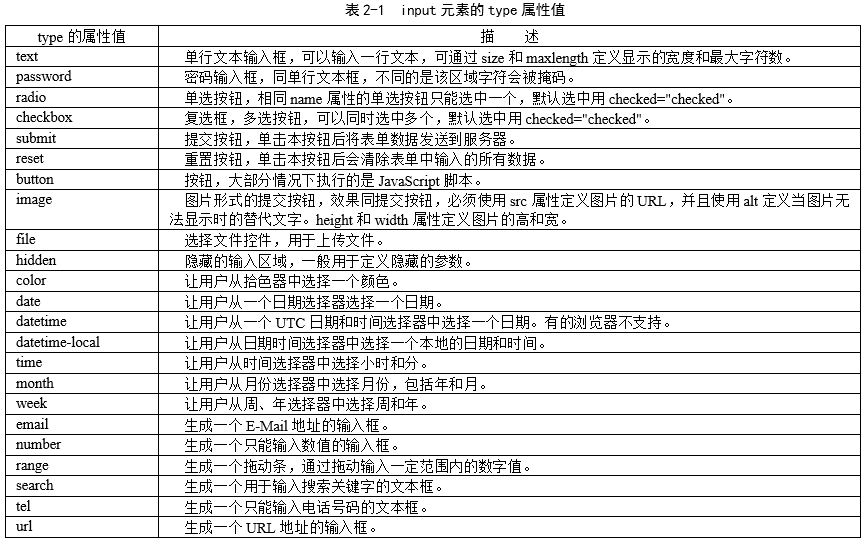 表2-1 input 元素的 type 属性值
type 的属性值 描 述
text 单行文本输入框，可以输入一行文本，可通过 size 和 maxlength 定义显示的宽度和最大字符数。
password 密码输入框，同单行文本框，不同的是该区域字符会被掩码。
radio 单选按钮，相同 name 属性的单选按钮只能选中一个，默认选中用 checked="checked"。
checkbox 复选框，多选按钮，可以同时选中多个，默认选中用 checked="checked"。
submit 提交按钮，单击本按钮后将表单数据发送到服务器。
reset 重置按钮，单击本按钮后会清除表单中输入的所有数据。
button 按钮，大部分情况下执行的是 JavaScript 脚本。
image 图片形式的提交按钮，效果同提交按钮，必须使用 src 属性定义图片的 URL，并且使用 alt 定义当图片无
法显示时的替代文字。height 和 width 属性定义图片的高和宽。
file 选择文件控件，用于上传文件。
hidden 隐藏的输入区域，一般用于定义隐藏的参数。
color 让用户从拾色器中选择一个颜色。
date 让用户从一个日期选择器选择一个日期。
datetime 让用户从一个 UTC 日期和时间选择器中选择一个日期。有的浏览器不支持。
datetime-local 让用户从日期时间选择器中选择一个本地的日期和时间。
time 让用户从时间选择器中选择小时和分。
month 让用户从月份选择器中选择月份，包括年和月。
week 让用户从周、年选择器中选择周和年。
email 生成一个 E-Mail 地址的输入框。
number 生成一个只能输入数值的输入框。
range 生成一个拖动条，通过拖动输入一定范围内的数字值。
search 生成一个用于输入搜索关键字的文本框。
tel 生成一个只能输入电话号码的文本框。
url 生成一个 URL 地址的输入框。